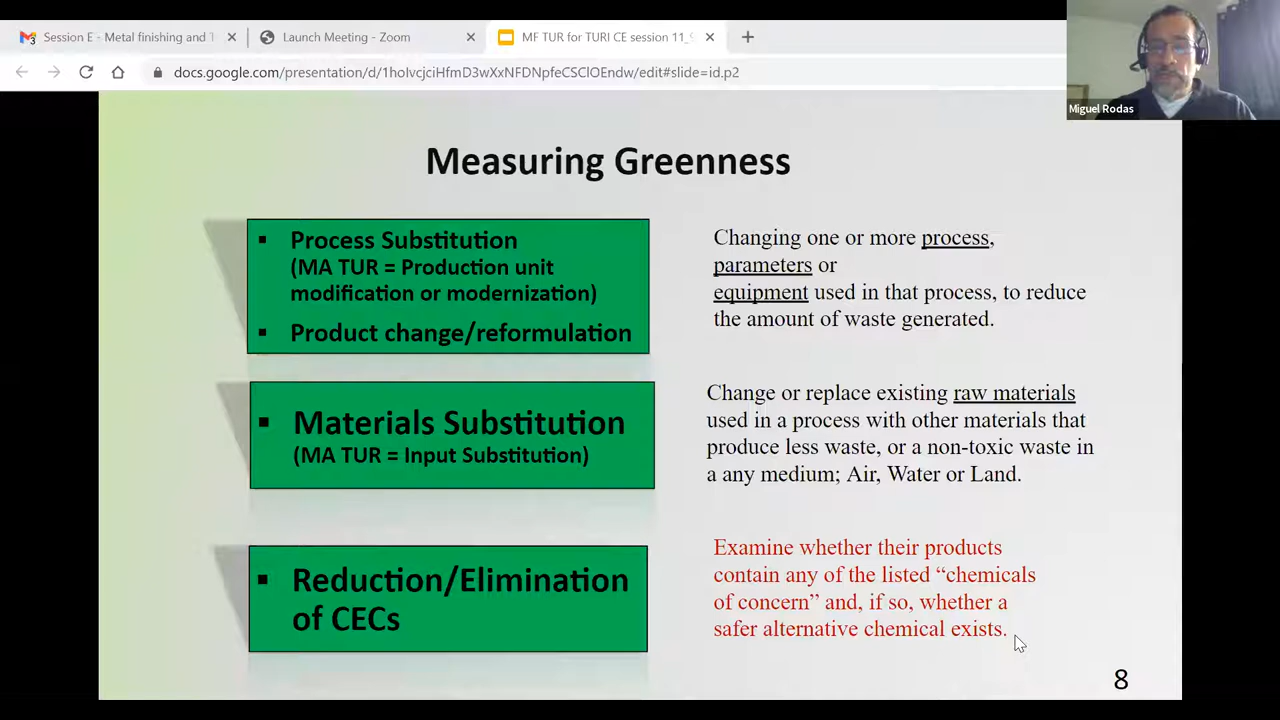 Session E - Metal finishing and T
Launch Meeting - Zoom
MF TUR for TURI CE session 11_9
docs.google.com/presentation/d/1holvcjciHfmD3wXxNFDNpfeCSClOEndw/edit#slide=id.p2
Miguel Rodas
Measuring Greenness
▪ Process Substitution
(MA TUR = Production unit
modification or modernization)
▪ Product change/reformulation
Changing one or more process,
parameters or
equipment used in that process, to reduce
the amount of waste generated.
▪ Materials Substitution
(MA TUR = Input Substitution)
Change or replace existing raw materials
used in a process with other materials that
produce less waste, or a non-toxic waste in
a any medium; Air, Water or Land.
▪ Reduction/Elimination
of CECs
Examine whether their products
contain any of the listed “chemicals
of concern” and, if so, whether a
safer alternative chemical exists.
8